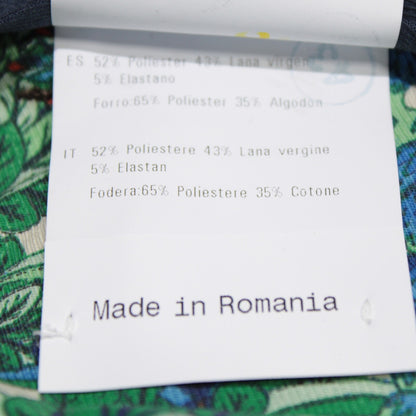 ES 52% Poliester 43% Lana virgen
5% Elastano
Forro:65% Poliester 35% Algodón
IT 52% Poliestere 43% Lana vergine
5% Elastan
Fodera:65% Poliestere 35% Cotone
Made in Romania